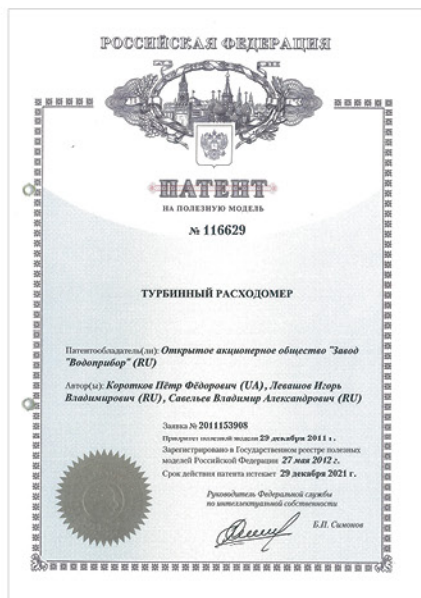 РОССИЙСКАЯ ФЕДЕРАЦИЯ
ПАТЕНТ
НА ПОЛЕЗНУЮ МОДЕЛЬ
№ 116629
ТУРБИННЫЙ РАСХОДОМЕР
Патентообладатель(ли): Открытое акционерное общество "Завод
"Водоприбор" (RU)
Автор(ы): Коротков Пётр Фёдорович (UA), Левашов Игорь
Владимирович (RU), Савельев Владимир Александрович (RU)
Заявка № 2011153908
Приоритет полезной модели 29 декабря 2011 г.
Зарегистрировано в Государственном реестре полезных
моделей Российской Федерации 27 мая 2012 г.
Срок действия патента истекает 29 декабря 2021 г.
Руководитель Федеральной службы
по интеллектуальной собственности
Б.П. Симонов